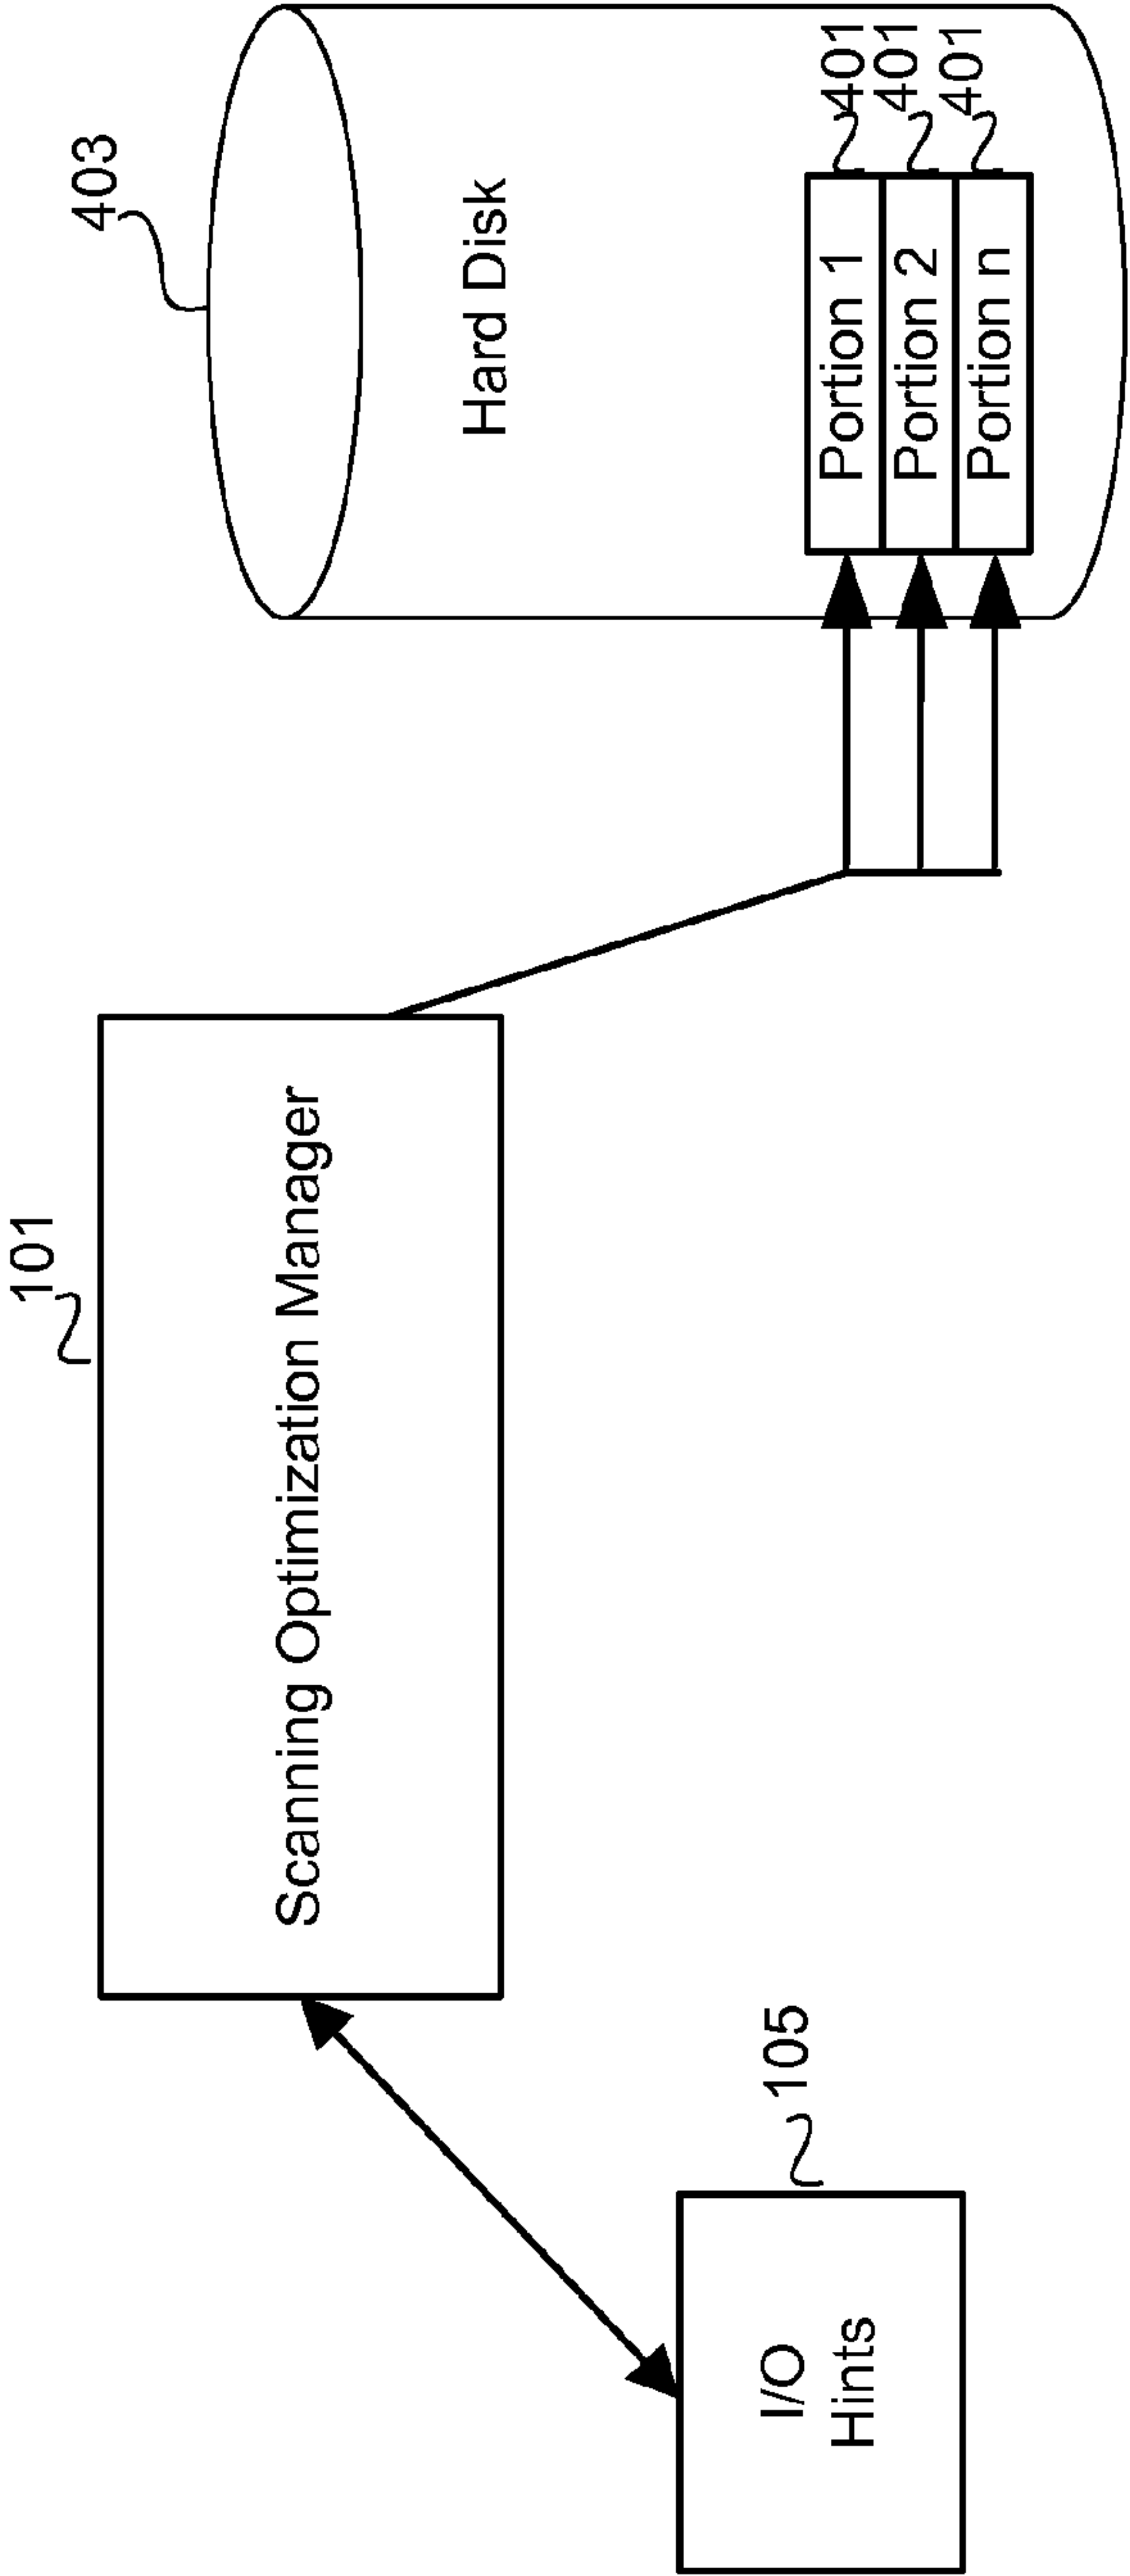 101
Scanning Optimization Manager
403
Hard Disk
Portion 1
401
Portion 2
401
Portion n
401
105
I/O
Hints